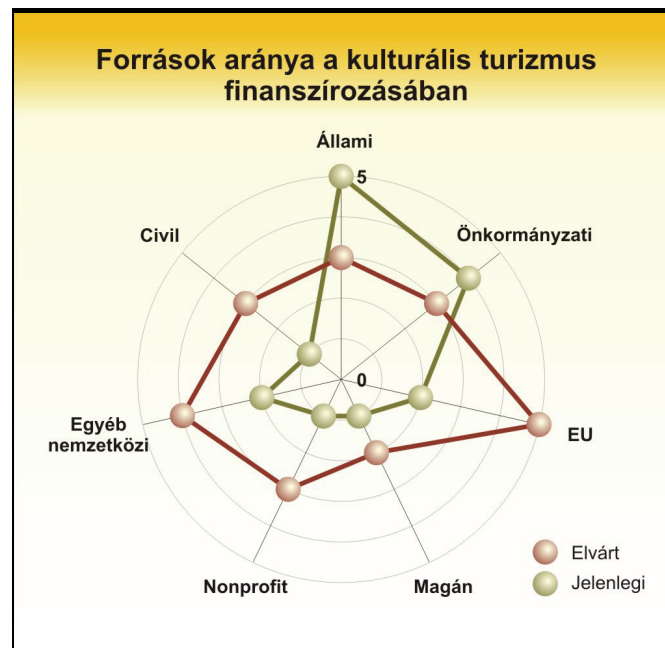 Források aránya a kulturális turizmus
finanszírozásában
Állami
5
Civil
Önkormányzati
0
Egyéb
nemzetközi
EU
Nonprofit
Magán
Elvárt
Jelenlegi